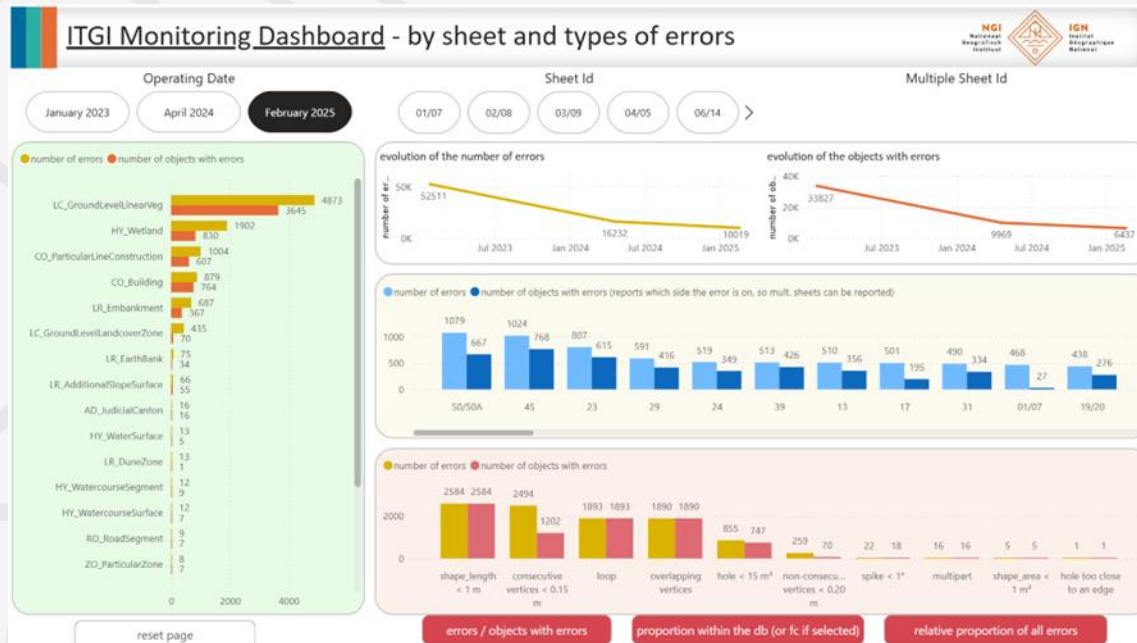 ITGI Monitoring Dashboard - by sheet and types of errors
NGI
Nationaal
Geografisch
Instituut
IGN
Institut
Géographique
National
Operating Date
Sheet Id
Multiple Sheet Id
January 2023
April 2024
February 2025
01/07
02/08
03/09
04/05
06/14
number of errors
number of objects with errors
LC_GroundLevelLinearVeg
4873
3645
HY_Wetland
1902
830
CO_ParticularLineConstruction
1004
607
CO_Building
879
764
LR_Embankment
687
367
LC_GroundLevelLandcoverZone
435
70
LR_EarthBank
75
34
LR_AdditionalSlopeSurface
66
55
AD_JudicialCanton
16
16
HY_WaterSurface
13
5
LR_DuneZone
13
1
HY_WatercourseSegment
12
9
HY_WatercourseSurface
12
7
RO_RoadSegment
9
7
ZO_ParticularZone
8
7
0
2000
4000
reset page
evolution of the number of errors
number of er...
50K
0K
52511
16232
10019
Jul 2023
Jan 2024
Jul 2024
Jan 2025
evolution of the objects with errors
number of ob...
40K
20K
0K
33827
9969
6437
Jul 2023
Jan 2024
Jul 2024
Jan 2025
number of errors
number of objects with errors (reports which side the error is on, so mult. sheets can be reported)
1000
500
0
1079
667
1024
768
807
615
591
416
519
349
513
426
510
356
501
195
490
334
468
27
438
276
50/50A
45
23
29
24
39
13
17
31
01/07
19/20
number of errors
number of objects with errors
2000
0
2584
2584
2494
1202
1893
1893
1890
1890
855
747
259
70
22
18
16
16
5
5
1
1
shape_length
< 1 m
consecutive
vertices < 0.15
m
loop
overlapping
vertices
hole < 15 m²
non-consecu...
vertices < 0.20
m
spike < 1°
multipart
shape_area <
1 m²
hole too close
to an edge
errors / objects with errors
proportion within the db (or fc if selected)
relative proportion of all errors